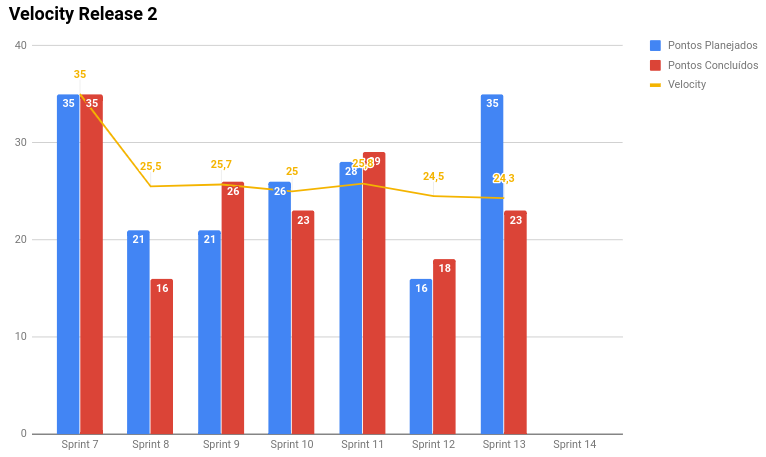 Velocity Release 2
40
30
20
10
0
Pontos Planejados
Pontos Concluídos
Velocity
35
35
35
25,5
21
16
25,7
21
26
25
26
23
25,8
28
29
24,5
16
18
35
24,3
23
Sprint 7
Sprint 8
Sprint 9
Sprint 10
Sprint 11
Sprint 12
Sprint 13
Sprint 14